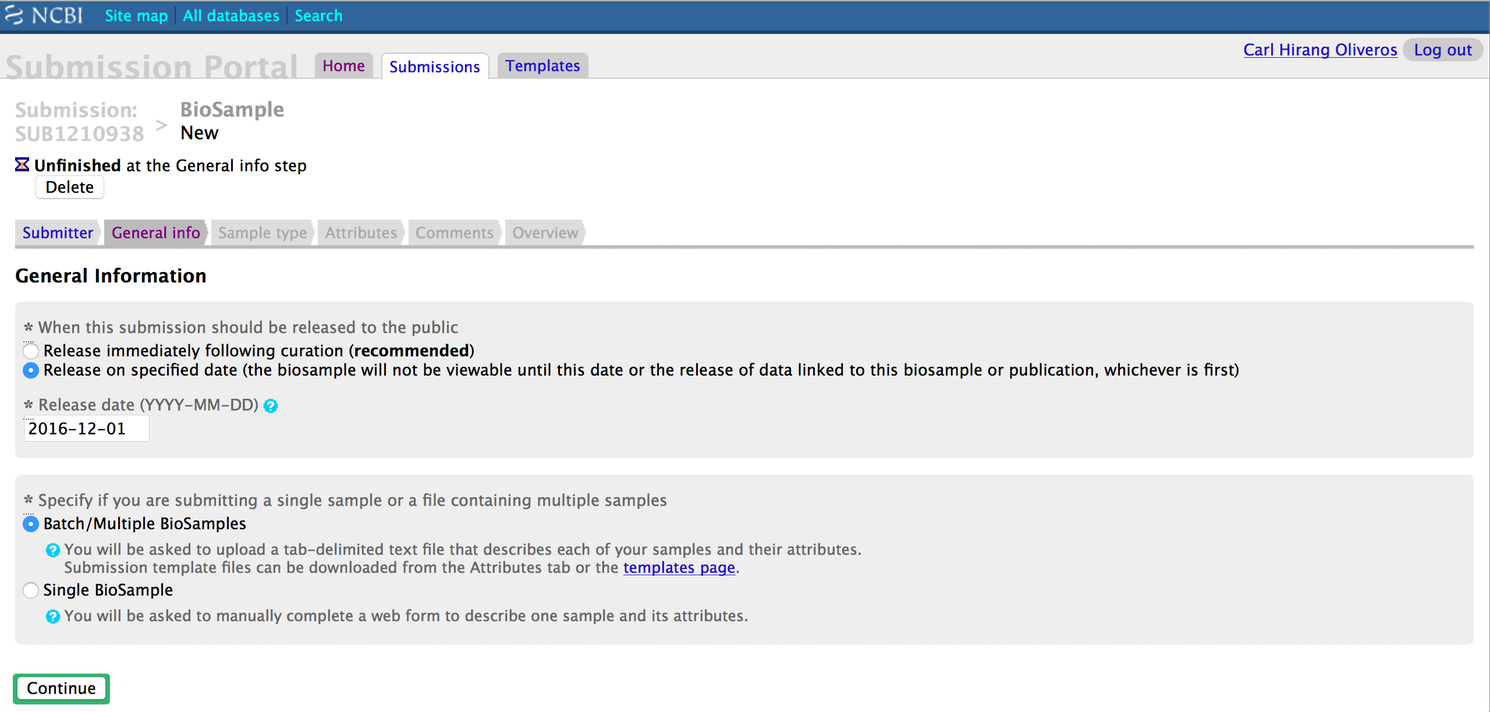 NCBI Site map All databases Search
Carl Hirang Oliveros Log out
Submission Portal Home Submissions Templates
Submission: SUB1210938 > BioSample
New
Unfinished at the General info step
Delete
Submitter General info Sample type Attributes Comments Overview
General Information
* When this submission should be released to the public
Release immediately following curation (recommended)
Release on specified date (the biosample will not be viewable until this date or the release of data linked to this biosample or publication, whichever is first)
* Release date (YYYY-MM-DD) ?
2016-12-01
* Specify if you are submitting a single sample or a file containing multiple samples
Batch/Multiple BioSamples
? You will be asked to upload a tab-delimited text file that describes each of your samples and their attributes.
Submission template files can be downloaded from the Attributes tab or the templates page.
Single BioSample
? You will be asked to manually complete a web form to describe one sample and its attributes.
Continue